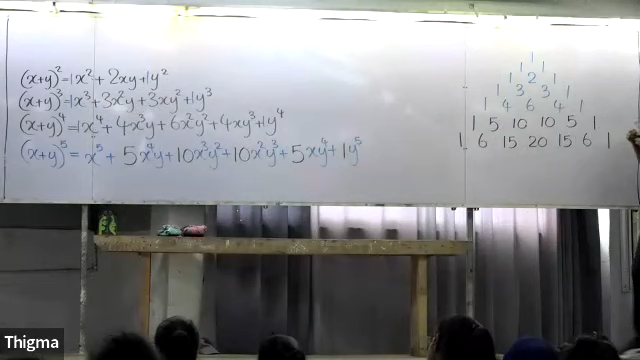 (x+y)² = 1x² + 2xy + 1y²
(x+y)³ = 1x³ + 3x²y + 3xy² + 1y³
(x+y)⁴ = 1x⁴ + 4x³y + 6x²y² + 4xy³ + 1y⁴
(x+y)⁵ = x⁵ + 5x⁴y + 10x³y² + 10x²y³ + 5xy⁴ + 1y⁵
1
1 1
1 2 1
1 3 3 1
1 4 6 4 1
1 5 10 10 5 1
1 6 15 20 15 6 1
Thigma